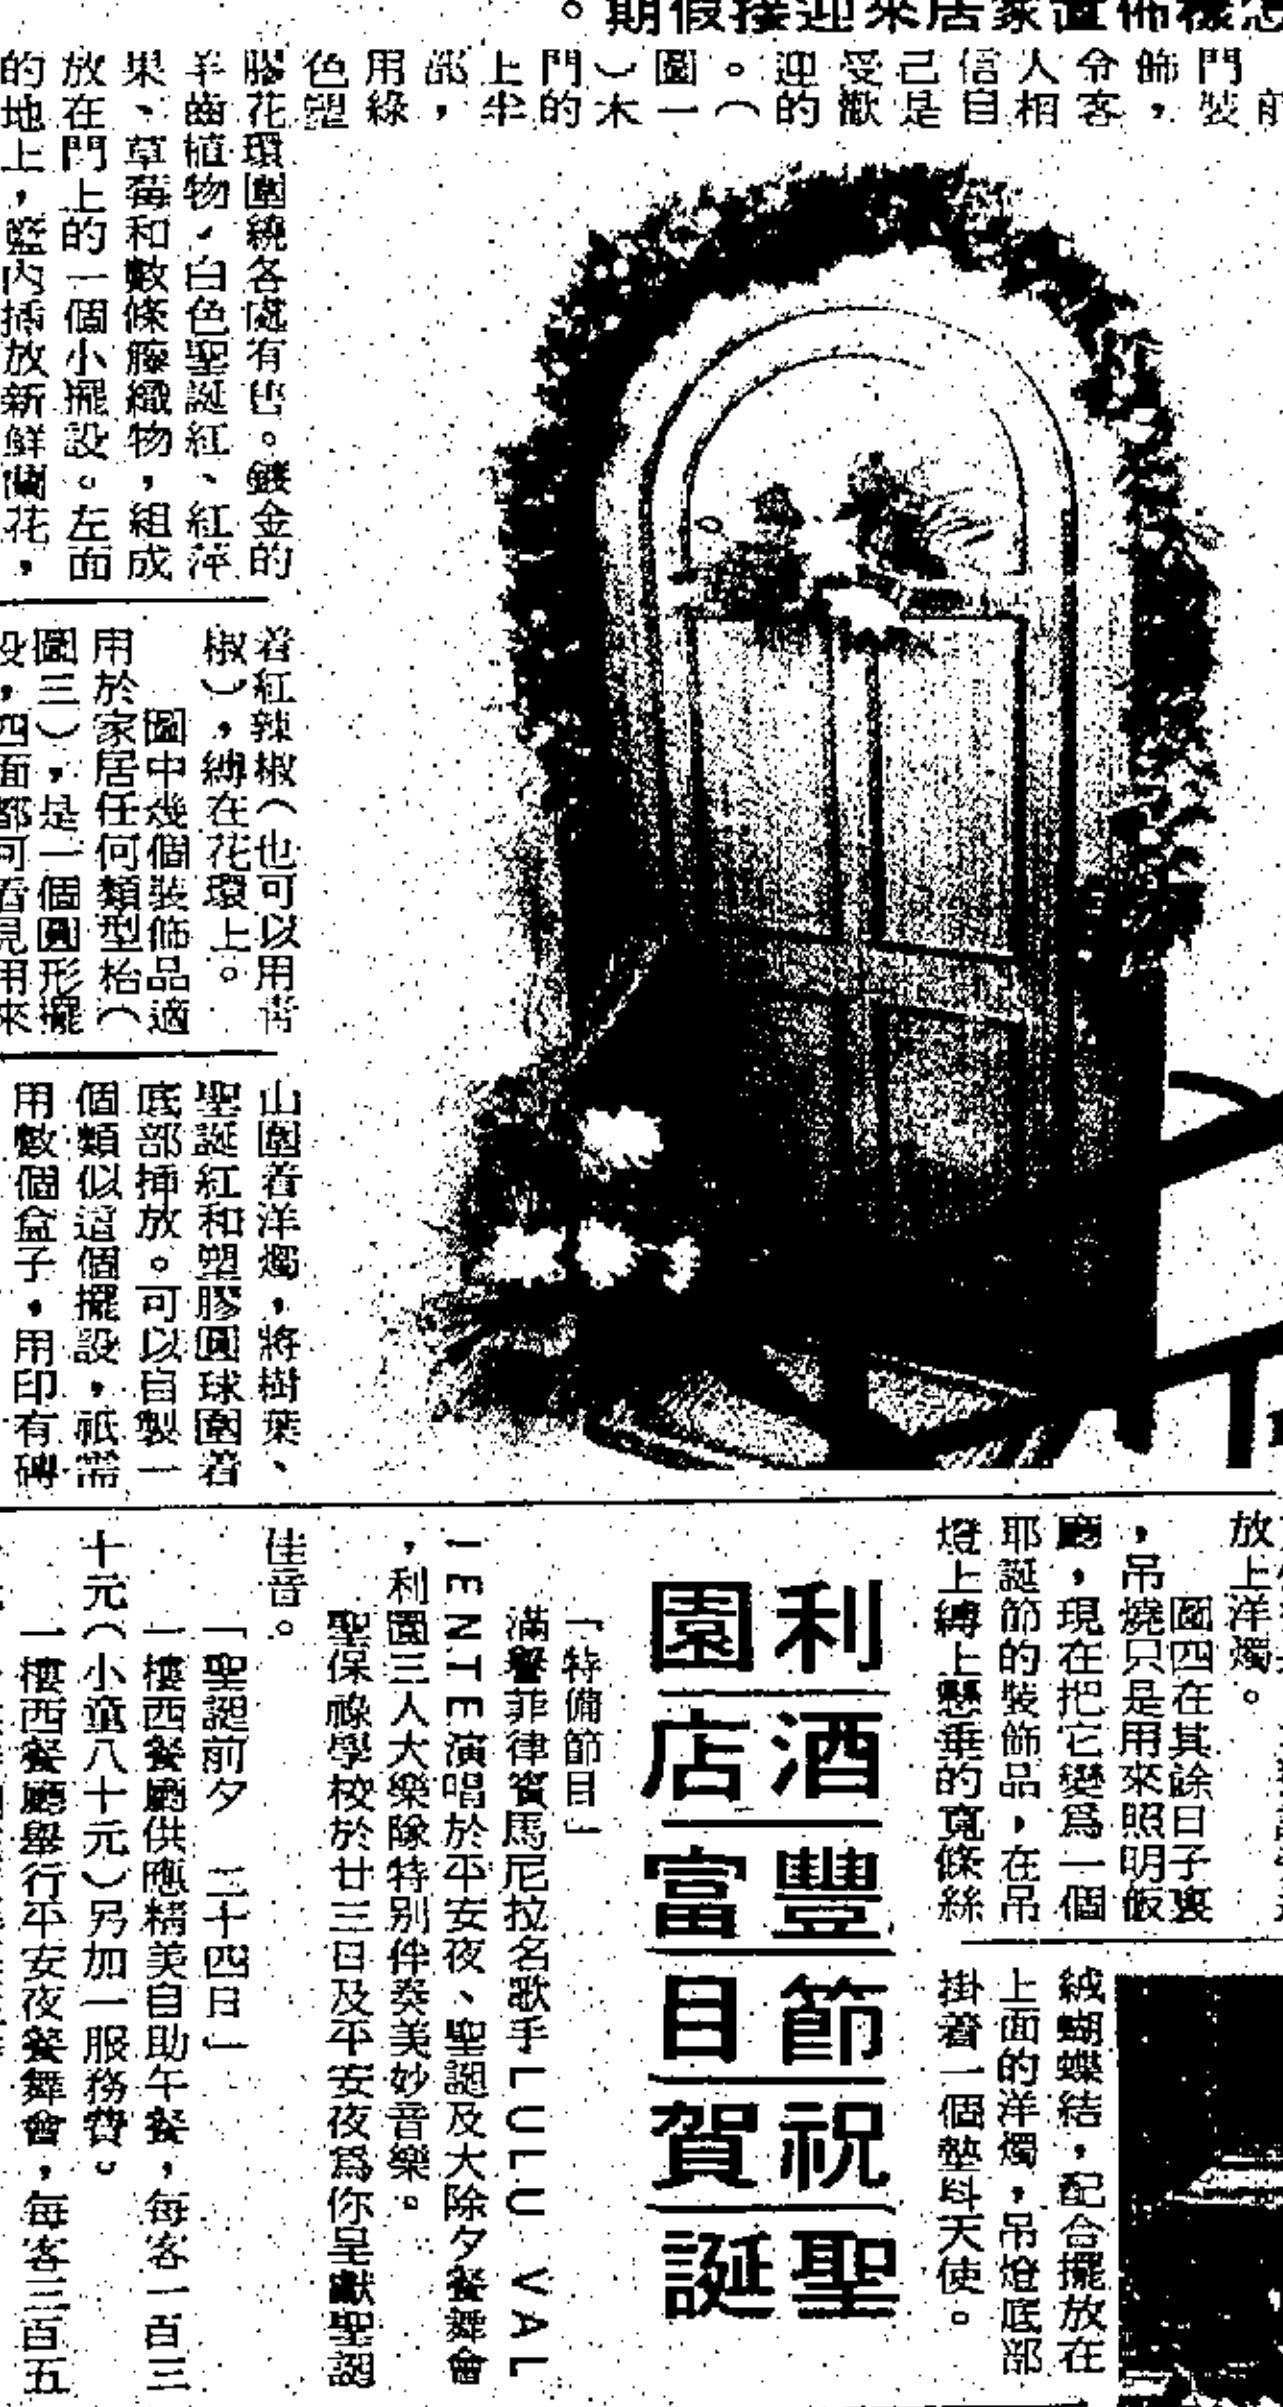 怎樣佈置家居來迎接假期。
門裝
飾，
令客
人相
信自
己是
受歡
迎的
。（
圖一
）木
門的
上半
部，
用綠
色塑
膠花環圍繞各處有售。鍍金的
羊齒植物、白色聖誕紅、紅洋
果、草莓和數條籐織物，組成
放在門上的一個小擺設。左面
的地上，籃內插放新鮮蘭花，
着紅辣椒（也可以用青
椒），縛在花環上。
圖中幾個裝飾品適
用於家居任何類型枱（
圖三），是一個圓形擺
設，四面都可看見用來
山圍着洋燭，將樹葉、
聖誕紅和塑膠圓球圍着
底部揷放。可以自製一
個類似這個擺設，祇需
用數個盒子，用印有磚
放上洋燭。
圖四在其餘日子裏
，吊燈只是用來照明飯
廳，現在把它變爲一個
耶誕節的裝飾品，在吊
燈上縛上懸垂的寬條絲
絨蝴蝶結，配合擺放在
上面的洋燭，吊燈底部
掛着一個墊料天使。
利園酒店豐富節目祝賀聖誕
「特備節目」
滿譽菲律賓馬尼拉名歌手LULU VAL
IENTE演唱於平安夜、聖誕及大除夕餐舞會
，利園三人大樂隊特別伴奏美妙音樂。
聖保祿學校於廿三日及平安夜爲你呈獻聖誕
佳音。
「聖誕前夕　二十四日」
一樓西餐廳供應精美自助午餐，每客一百三
十元（小童八十元）另加一服務費。
一樓西餐廳舉行平安夜餐舞會，每客三百五